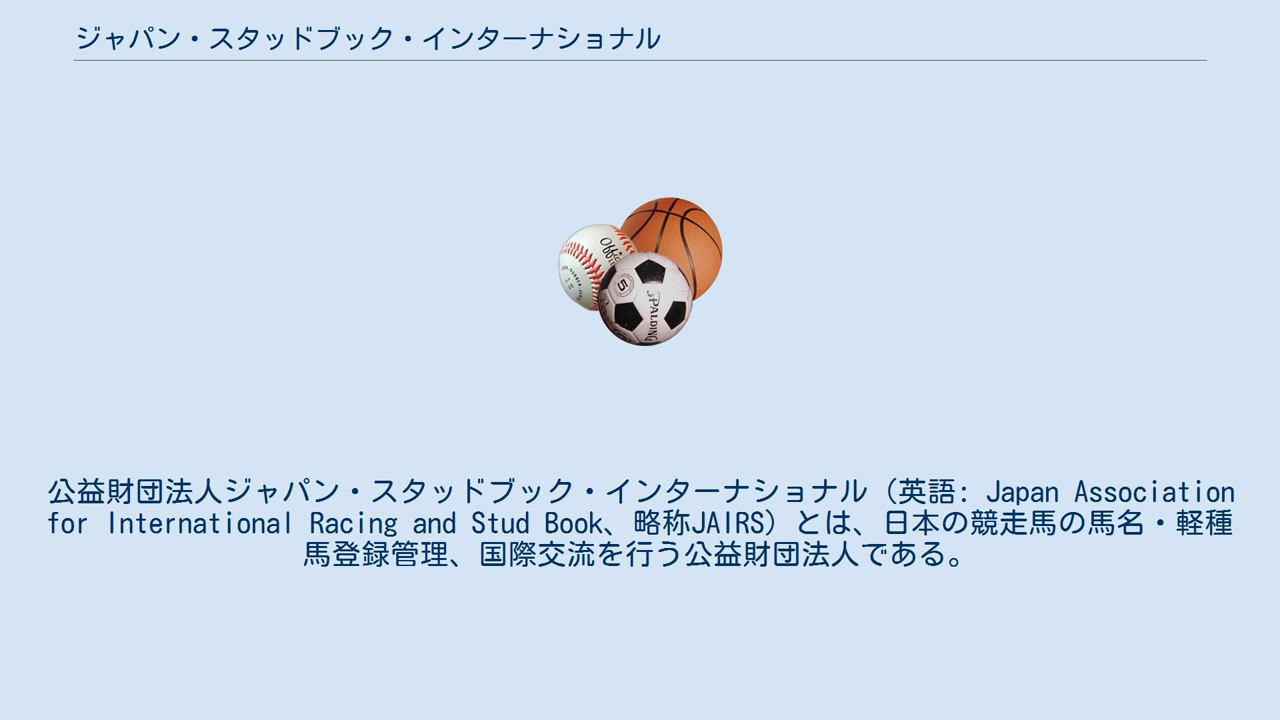 ジャパン・スタッドブック・インターナショナル
Offic
5
SPALDING
公益財団法人ジャパン・スタッドブック・インターナショナル（英語: Japan Association
for International Racing and Stud Book、略称JAIRS）とは、日本の競走馬の馬名・軽種
馬登録管理、国際交流を行う公益財団法人である。